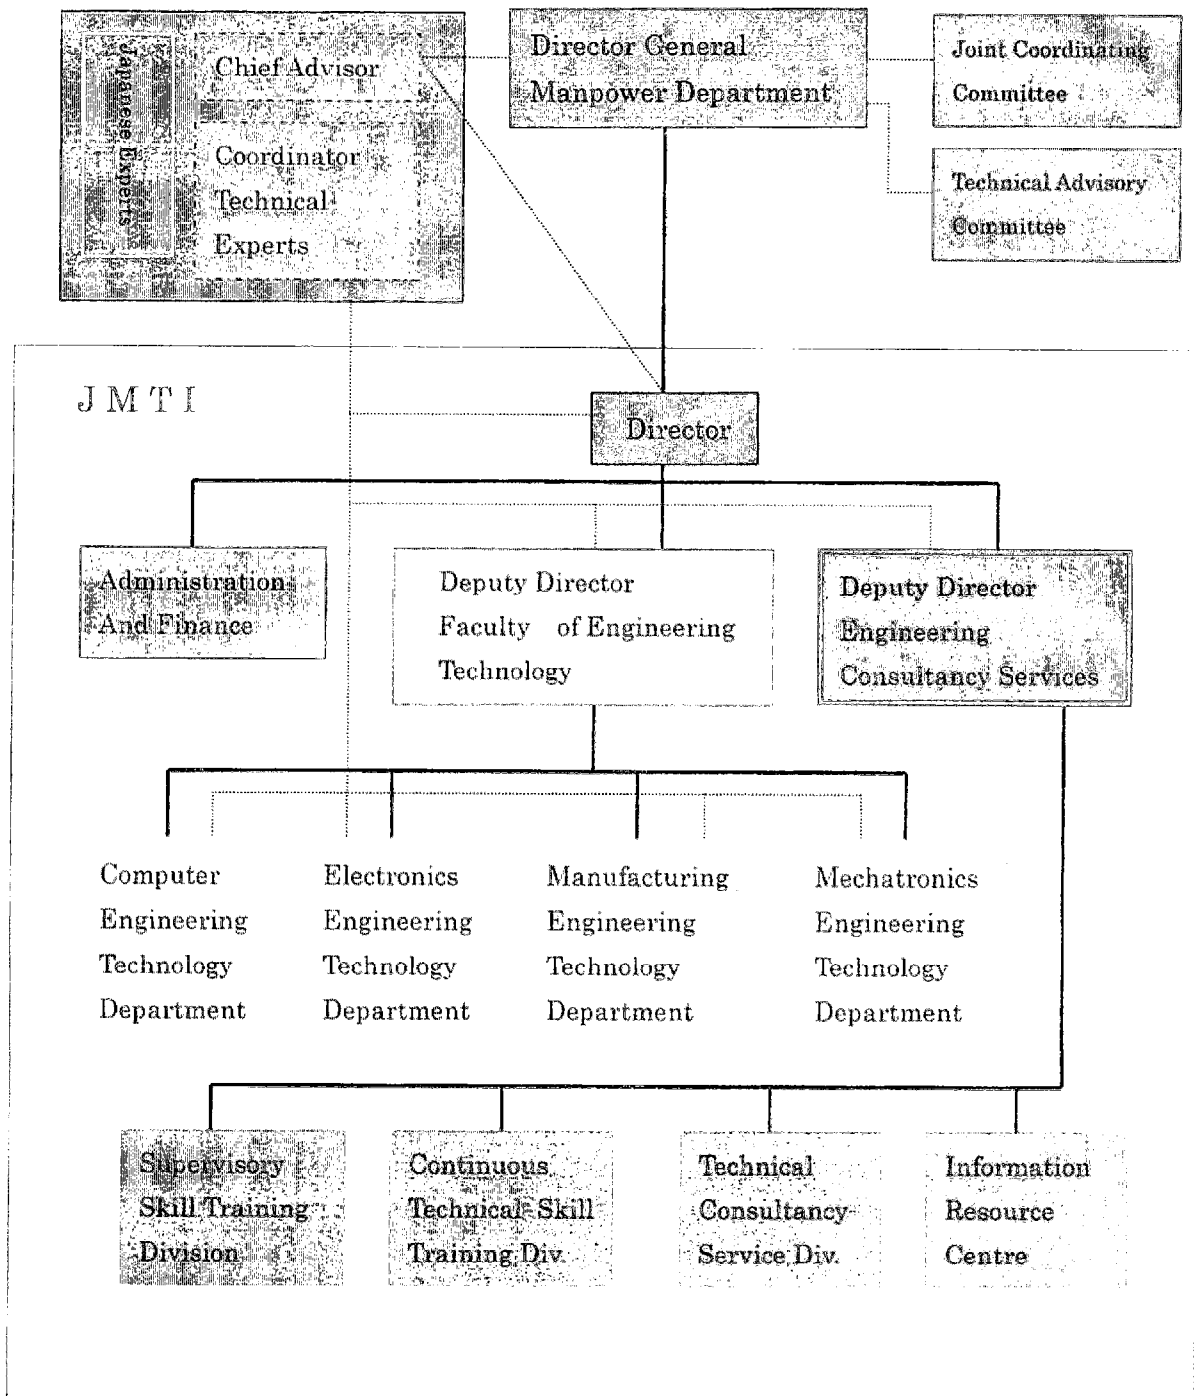 Japanese Experts
Chief Advisor
Coordinator
Technical
Experts
Director General
Manpower Department
Joint Coordinating
Committee
Technical Advisory
Committee
J M T I
Director
Administration
And Finance
Deputy Director
Faculty of Engineering
Technology
Deputy Director
Engineering
Consultancy Services
Computer
Engineering
Technology
Department
Electronics
Engineering
Technology
Department
Manufacturing
Engineering
Technology
Department
Mechatronics
Engineering
Technology
Department
Supervisory
Skill Training
Division
Continuous
Technical Skill
Training Div.
Technical
Consultancy
Service Div.
Information
Resource
Centre